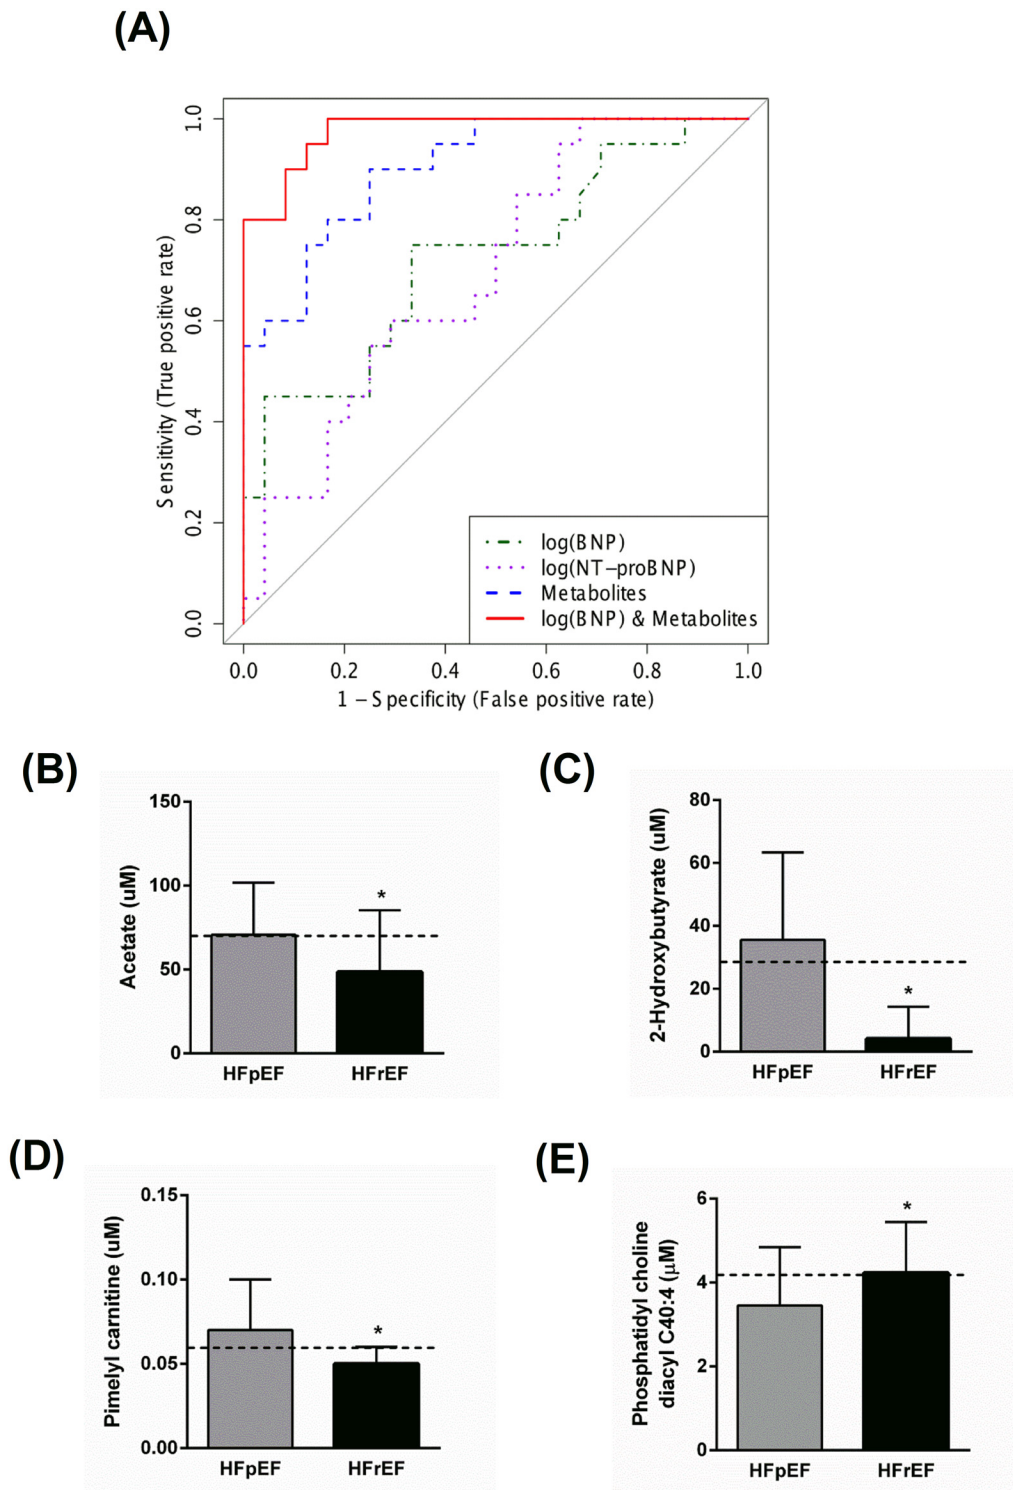 (A)
Sensitivity (True positive rate)
1.0
0.8
0.6
0.4
0.2
0.0
log(BNP)
log(NT−proBNP)
Metabolites
log(BNP) & Metabolites
0.0 0.2 0.4 0.6 0.8 1.0
1 − Specificity (False positive rate)
(B)
Acetate (uM)
150
100
50
0
*
HFpEF HFrEF
(C)
2-Hydroxybutyrate (uM)
80
60
40
20
0
*
HFpEF HFrEF
(D)
Pimelyl carnitine (uM)
0.15
0.10
0.05
0.00
*
HFpEF HFrEF
(E)
Phosphatidyl choline
diacyl C40:4 (μM)
6
4
2
0
*
HFpEF HFrEF